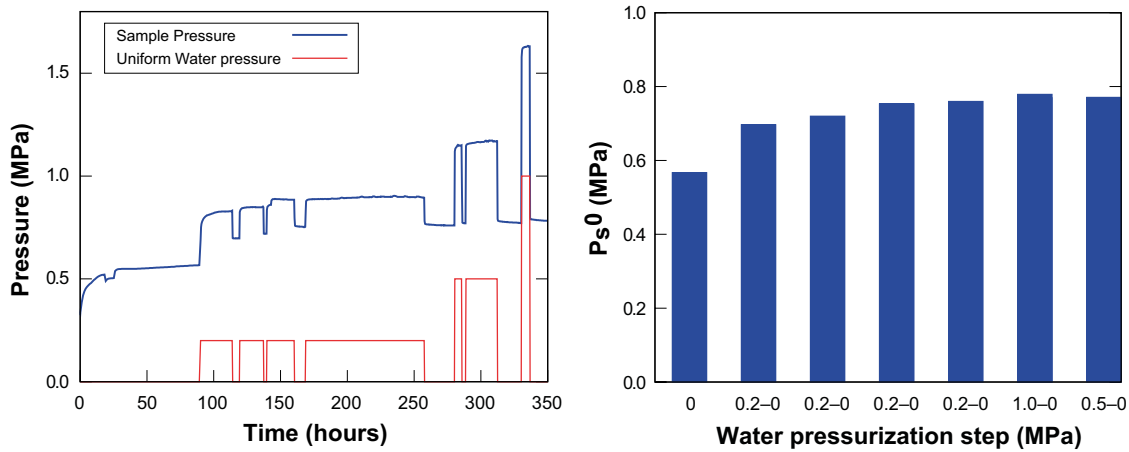 Sample Pressure
Uniform Water pressure
Pressure (MPa)
1.5
1.0
0.5
0.0
0 50 100 150 200 250 300 350
Time (hours)
Ps⁰ (MPa)
1.0
0.8
0.6
0.4
0.2
0.0
0 0.2–0 0.2–0 0.2–0 0.2–0 1.0–0 0.5–0
Water pressurization step (MPa)